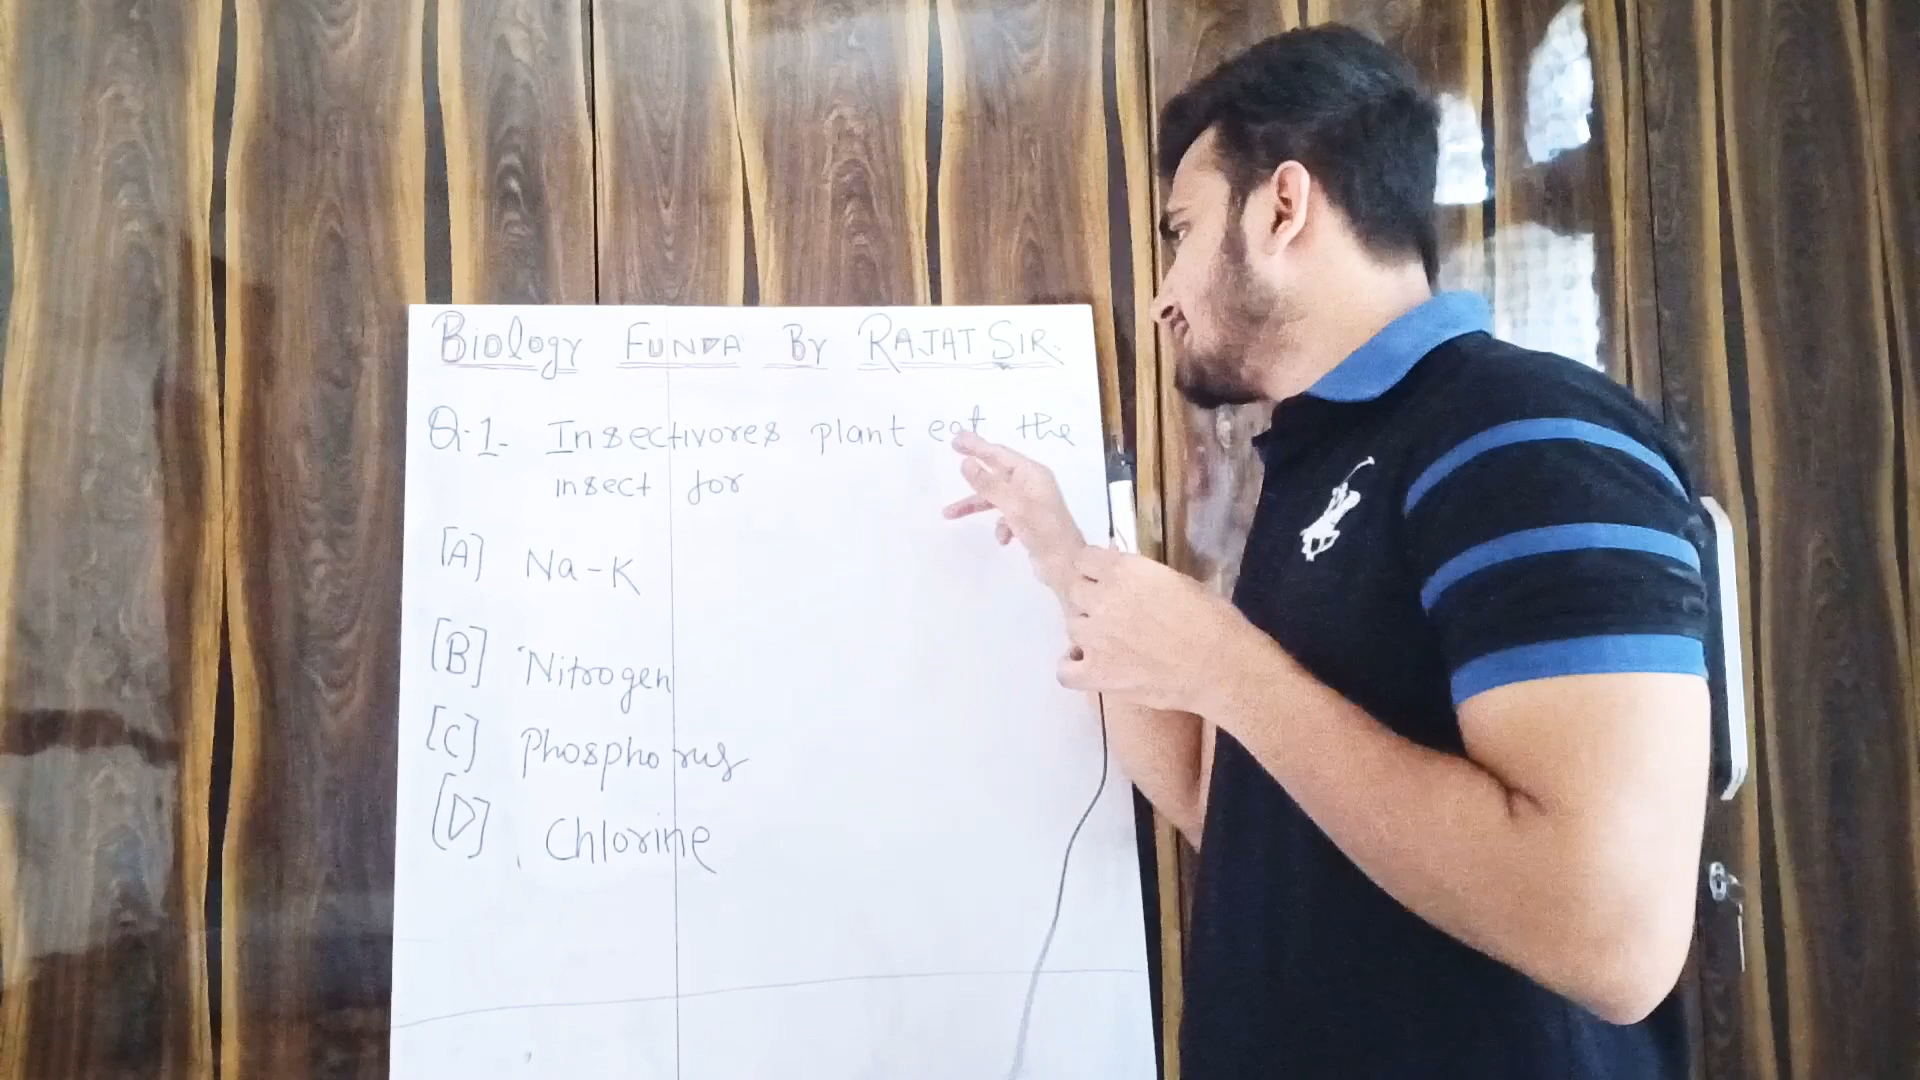 Biology FUNDA BY RAJAT SIR.
Q.1- Insectivores plant eat the
insect for
[A] Na-K
[B] Nitrogen
[C] Phosphorus
[D] Chlorine